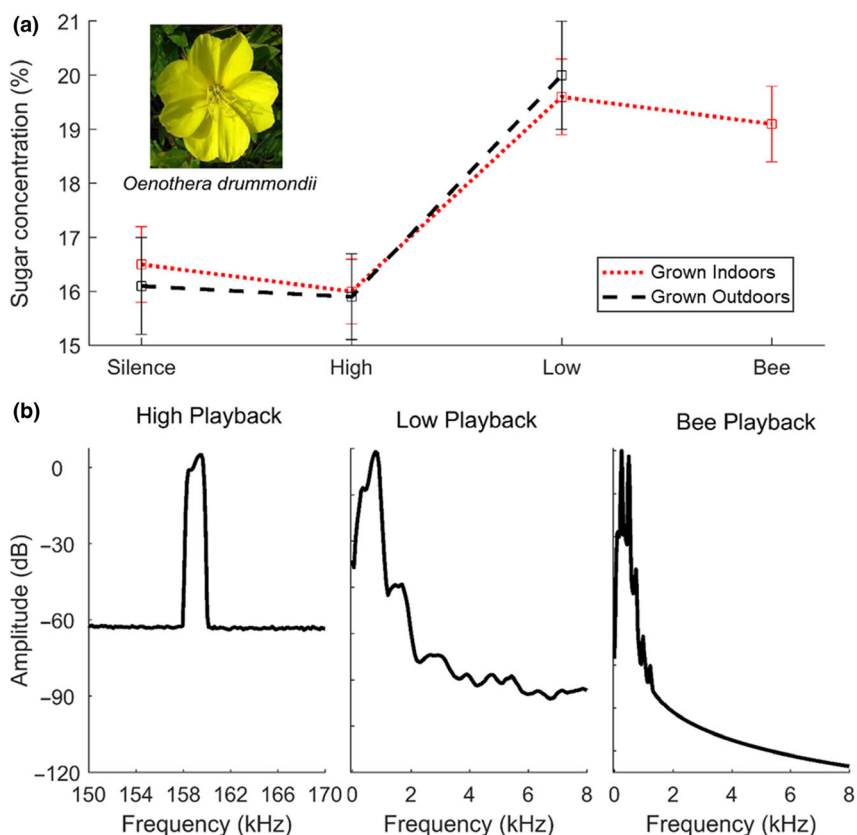 (a)
21
20
19
18
17
16
15
Sugar concentration (%)
Oenothera drummondii
Grown Indoors
Grown Outdoors
Silence High Low Bee
(b)
High Playback Low Playback Bee Playback
0
−30
−60
−90
−120
Amplitude (dB)
150 154 158 162 166 170 0 2 4 6 8 0 2 4 6 8
Frequency (kHz) Frequency (kHz) Frequency (kHz)